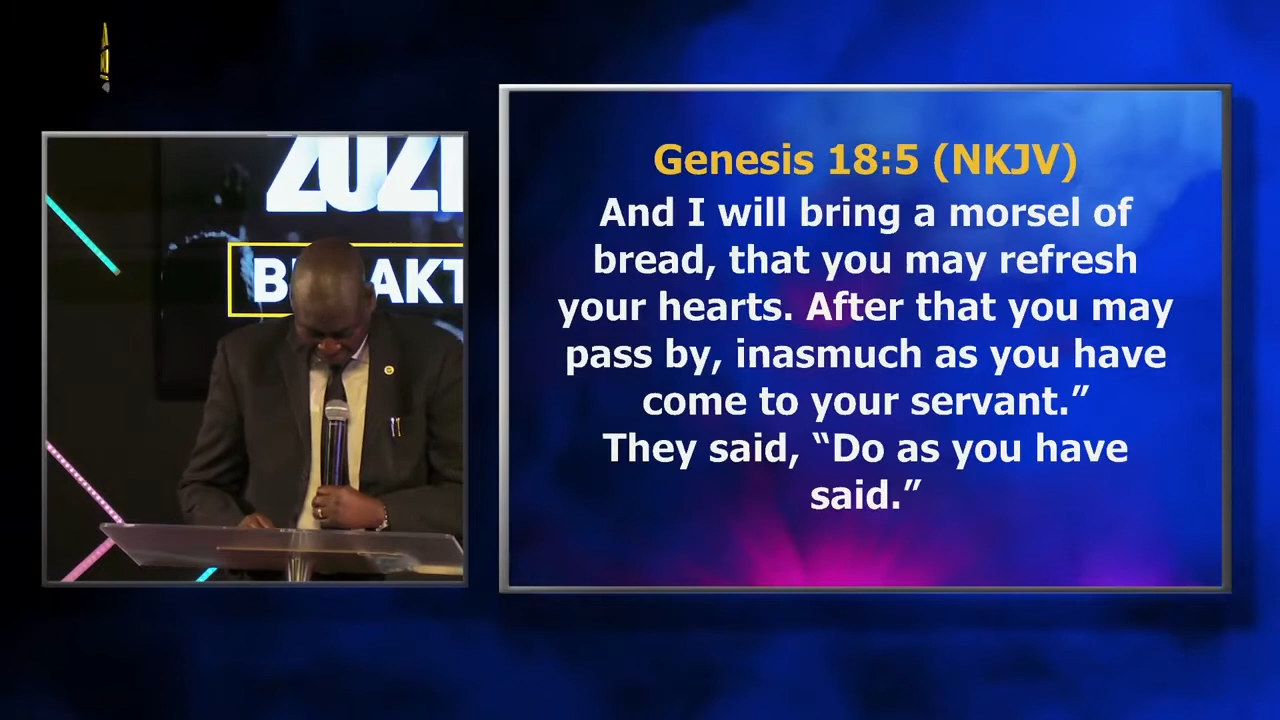 Genesis 18:5 (NKJV)
And I will bring a morsel of
bread, that you may refresh
your hearts. After that you may
pass by, inasmuch as you have
come to your servant.”
They said, “Do as you have
said.”